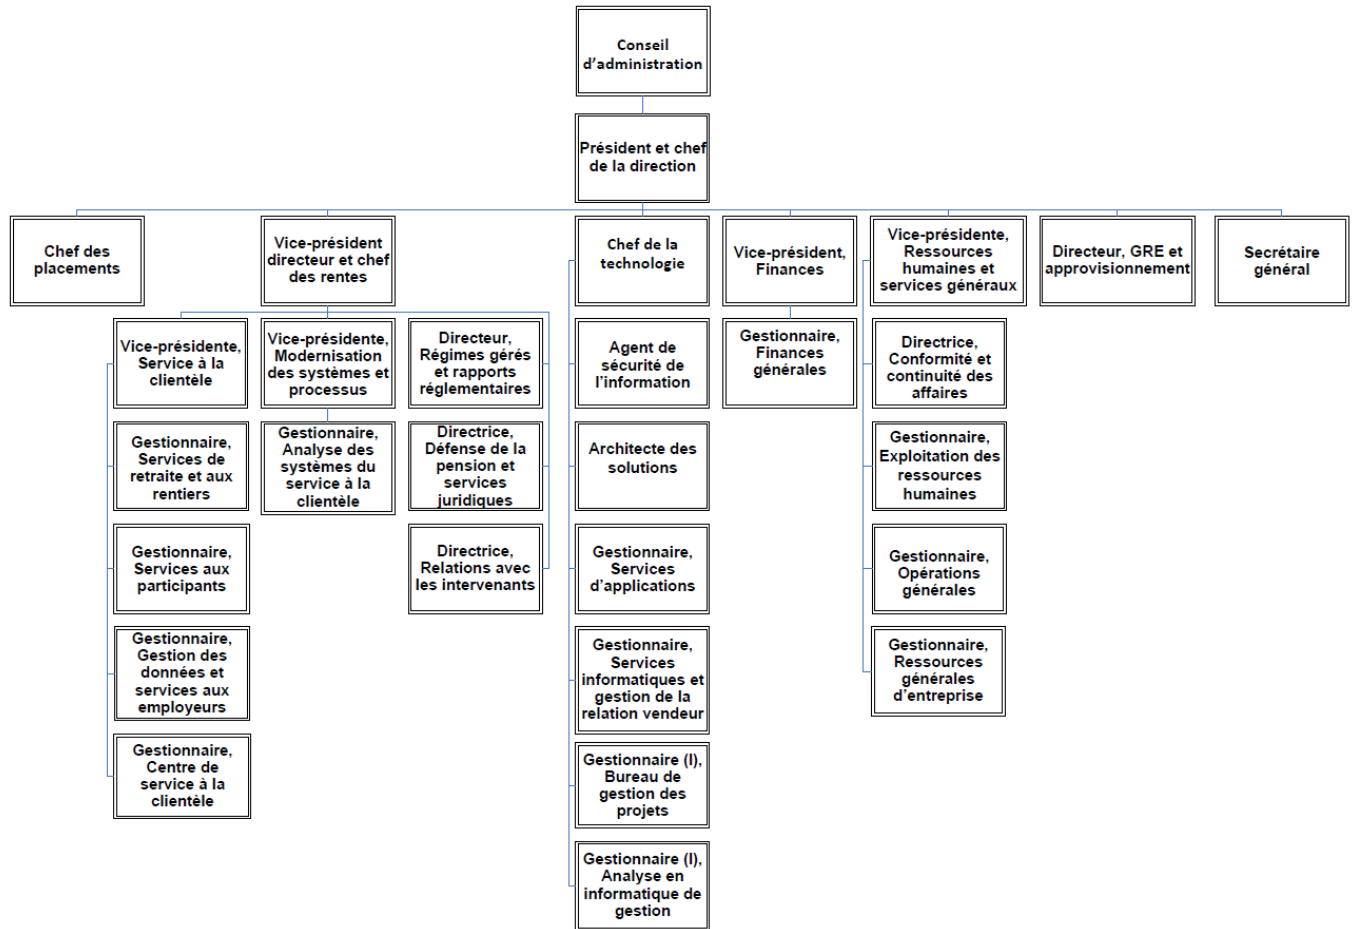 Conseil
d'administration
Président et chef
de la direction
Chef des
placements
Vice-président
directeur et chef
des rentes
Chef de la
technologie
Vice-président,
Finances
Vice-présidente,
Ressources
humaines et
services généraux
Directeur, GRE et
approvisionnement
Secrétaire
général
Vice-présidente,
Service à la
clientèle
Vice-présidente,
Modernisation
des systèmes et
processus
Directeur,
Régimes gérés
et rapports
réglementaires
Agent de
sécurité de
l'information
Gestionnaire,
Finances
générales
Directrice,
Conformité et
continuité des
affaires
Gestionnaire,
Services de
retraite et aux
rentiers
Gestionnaire,
Analyse des
systèmes du
service à la
clientèle
Directrice,
Défense de la
pension et
services
juridiques
Architecte des
solutions
Gestionnaire,
Exploitation des
ressources
humaines
Gestionnaire,
Services aux
participants
Directrice,
Relations avec
les intervenants
Gestionnaire,
Services
d'applications
Gestionnaire,
Opérations
générales
Gestionnaire,
Gestion des
données et
services aux
employeurs
Gestionnaire,
Services
informatiques et
gestion de la
relation vendeur
Gestionnaire,
Ressources
générales
d'entreprise
Gestionnaire,
Centre de
service à la
clientèle
Gestionnaire (I),
Bureau de
gestion des
projets
Gestionnaire (I),
Analyse en
informatique de
gestion